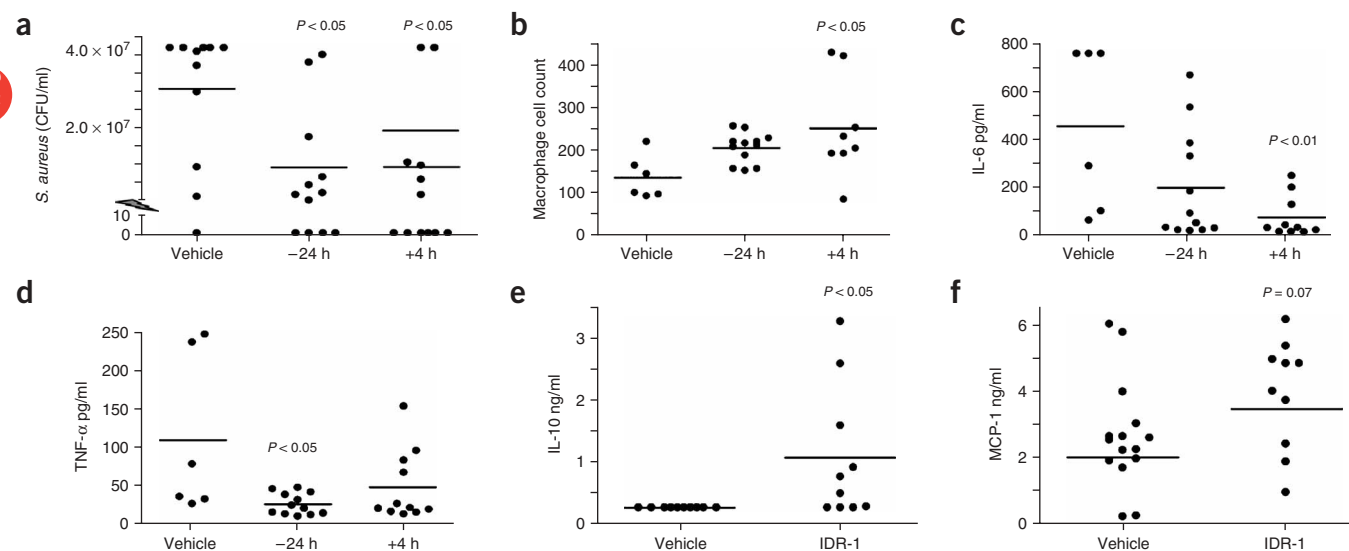 a
P < 0.05
P < 0.05
4.0 × 10⁷
2.0 × 10⁷
10
0
S. aureus (CFU/ml)
Vehicle
−24 h
+4 h
b
P < 0.05
400
300
200
100
0
Macrophage cell count
Vehicle
−24 h
+4 h
c
800
600
400
200
0
IL-6 pg/ml
P < 0.01
Vehicle
−24 h
+4 h
d
250
200
150
100
50
0
TNF-α pg/ml
P < 0.05
Vehicle
−24 h
+4 h
e
P < 0.05
3
2
1
0
IL-10 ng/ml
Vehicle
IDR-1
f
P = 0.07
6
4
2
0
MCP-1 ng/ml
Vehicle
IDR-1